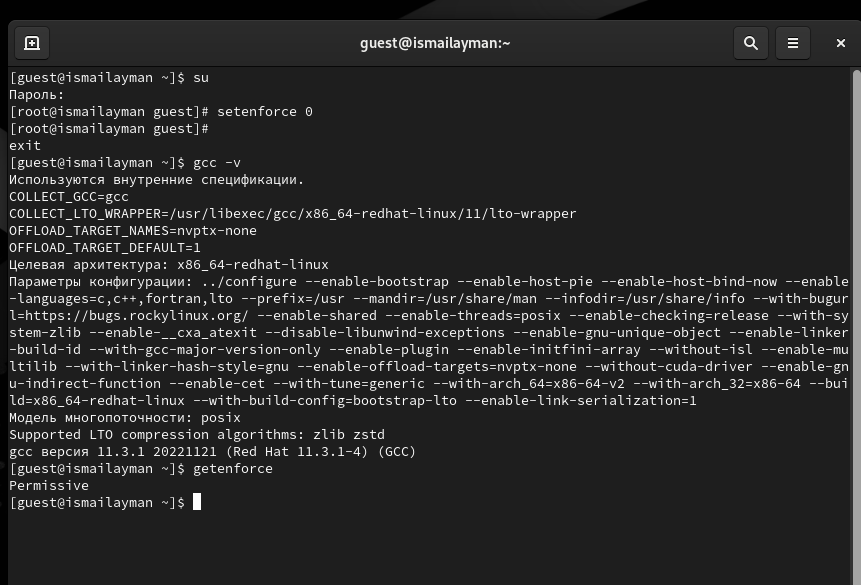 guest@ismailayman:~
[guest@ismailayman ~]$ su
Пароль:
[root@ismailayman guest]# setenforce 0
[root@ismailayman guest]#
exit
[guest@ismailayman ~]$ gcc -v
Используются внутренние спецификации.
COLLECT_GCC=gcc
COLLECT_LTO_WRAPPER=/usr/libexec/gcc/x86_64-redhat-linux/11/lto-wrapper
OFFLOAD_TARGET_NAMES=nvptx-none
OFFLOAD_TARGET_DEFAULT=1
Целевая архитектура: x86_64-redhat-linux
Параметры конфигурации: ../configure --enable-bootstrap --enable-host-pie --enable-host-bind-now --enable
-languages=c,c++,fortran,lto --prefix=/usr --mandir=/usr/share/man --infodir=/usr/share/info --with-bugur
l=https://bugs.rockylinux.org/ --enable-shared --enable-threads=posix --enable-checking=release --with-sy
stem-zlib --enable-__cxa_atexit --disable-libunwind-exceptions --enable-gnu-unique-object --enable-linker
-build-id --with-gcc-major-version-only --enable-plugin --enable-initfini-array --without-isl --enable-mu
ltilib --with-linker-hash-style=gnu --enable-offload-targets=nvptx-none --without-cuda-driver --enable-gn
u-indirect-function --enable-cet --with-tune=generic --with-arch_64=x86-64-v2 --with-arch_32=x86-64 --bui
ld=x86_64-redhat-linux --with-build-config=bootstrap-lto --enable-link-serialization=1
Модель многопоточности: posix
Supported LTO compression algorithms: zlib zstd
gcc версия 11.3.1 20221121 (Red Hat 11.3.1-4) (GCC)
[guest@ismailayman ~]$ getenforce
Permissive
[guest@ismailayman ~]$